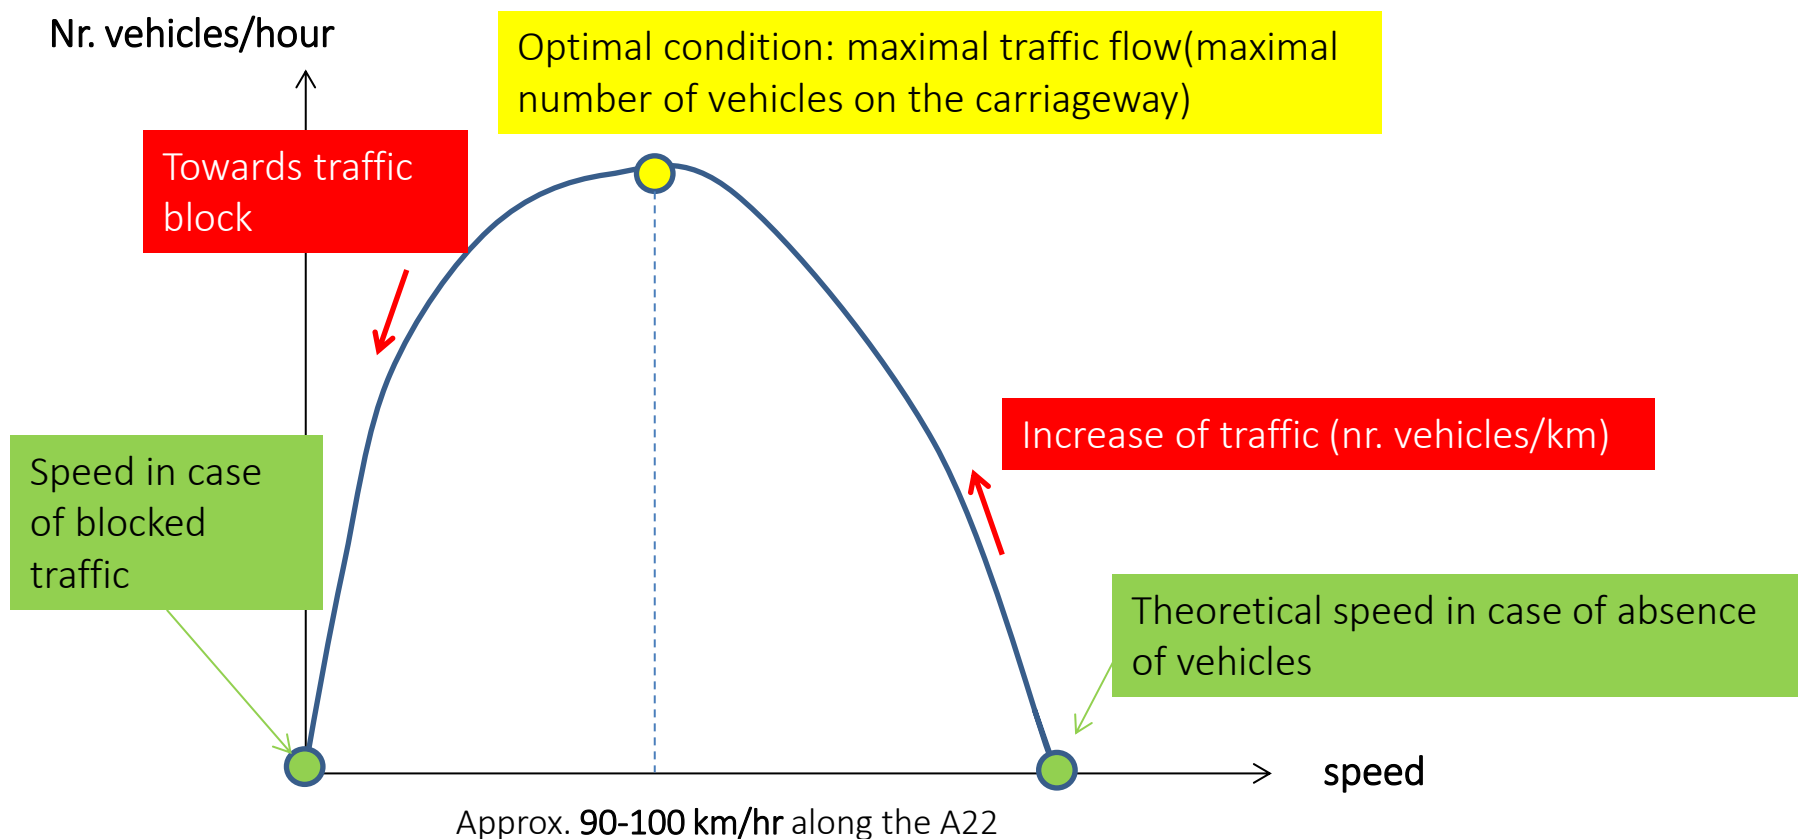 Nr. vehicles/hour
Optimal condition: maximal traffic flow(maximal
number of vehicles on the carriageway)
Towards traffic
block
Increase of traffic (nr. vehicles/km)
Speed in case
of blocked
traffic
Theoretical speed in case of absence
of vehicles
speed
Approx. 90-100 km/hr along the A22